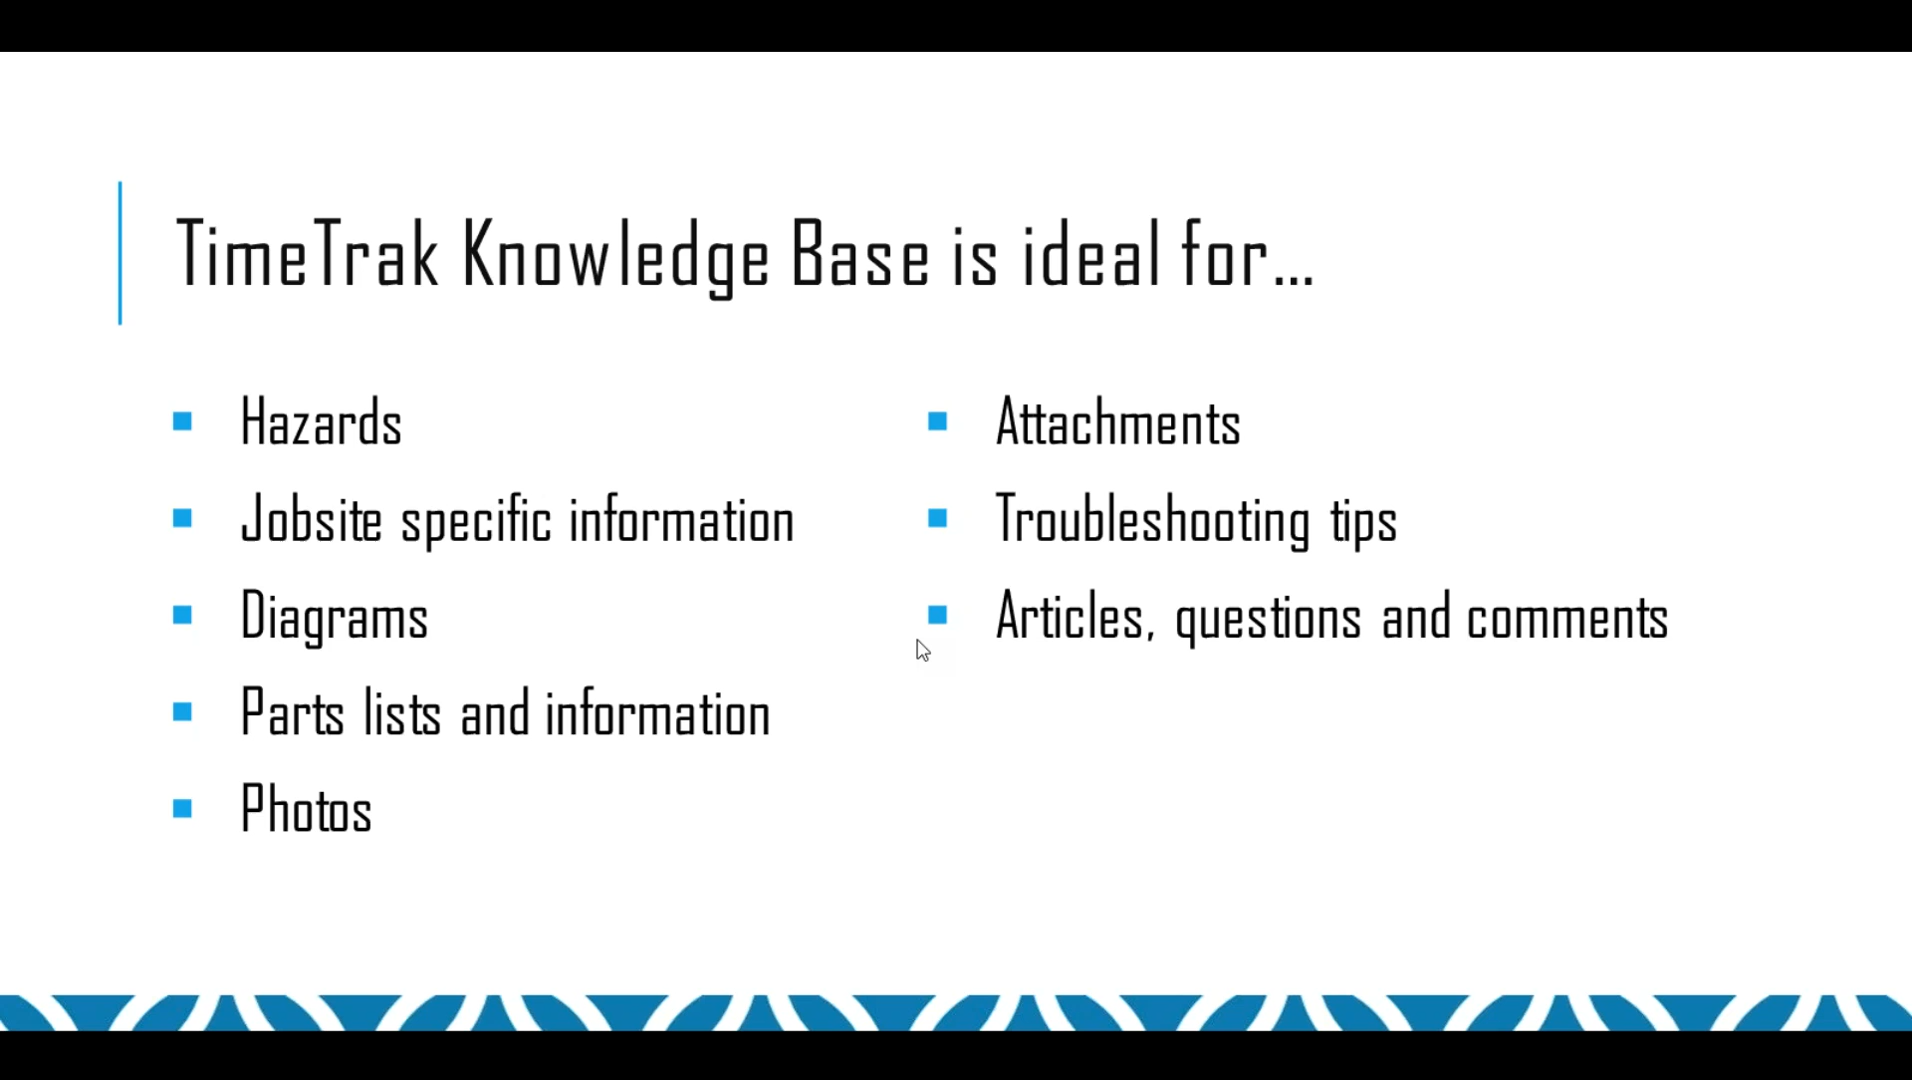 TimeTrak Knowledge Base is ideal for...
Hazards
Jobsite specific information
Diagrams
Parts lists and information
Photos
Attachments
Troubleshooting tips
Articles, questions and comments